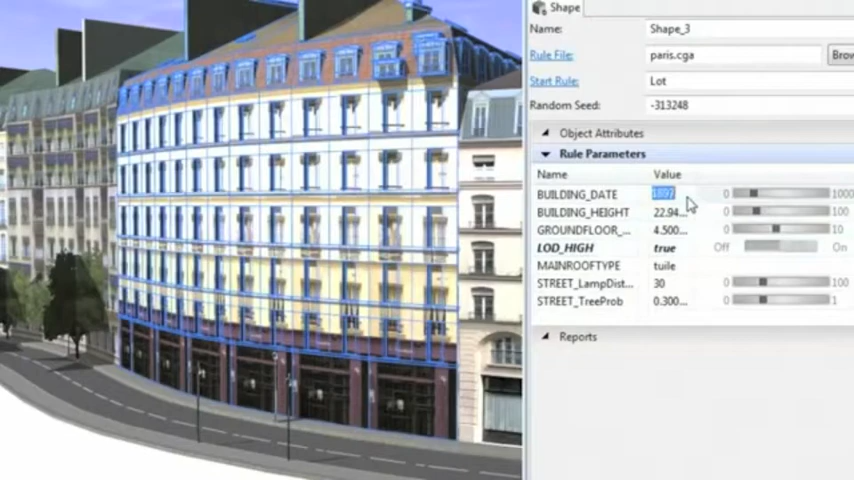 Shape
Name: Shape_3
Rule File: paris.cga Brow
Start Rule: Lot
Random Seed: -313248
Object Attributes
Rule Parameters
Name Value
BUILDING_DATE 1897 0 1000
BUILDING_HEIGHT 22.94... 0 100
GROUNDFLOOR_... 4.500... 0 10
LOD_HIGH true Off On
MAINROOFTYPE tuile
STREET_LampDist... 30 0 100
STREET_TreeProb 0.300... 0 1
Reports